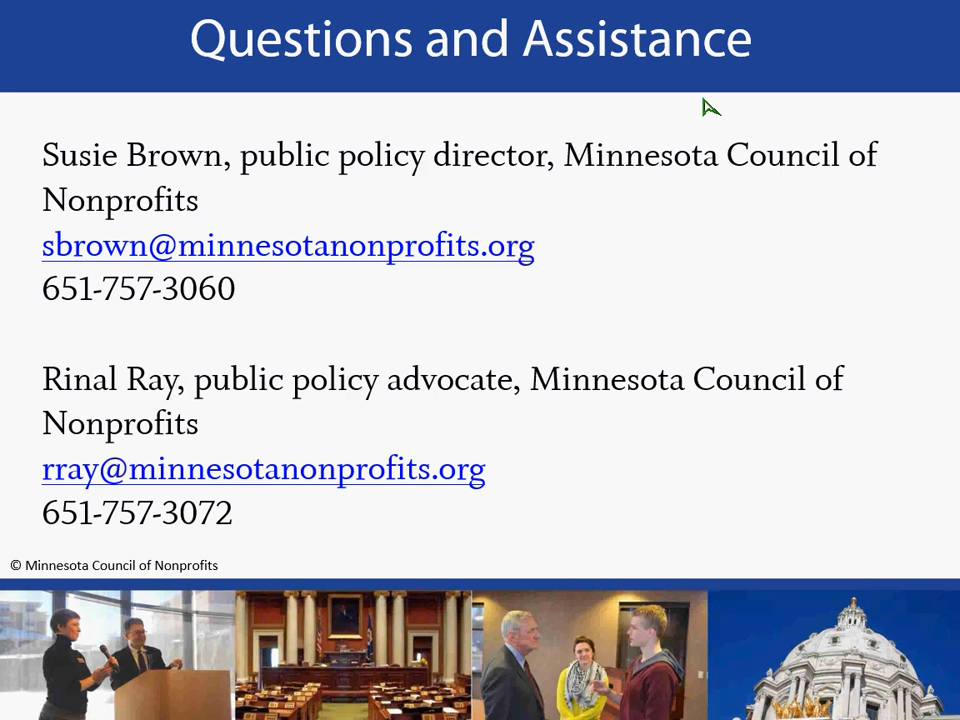 Questions and Assistance
Susie Brown, public policy director, Minnesota Council of
Nonprofits
sbrown@minnesotanonprofits.org
651-757-3060
Rinal Ray, public policy advocate, Minnesota Council of
Nonprofits
rray@minnesotanonprofits.org
651-757-3072
© Minnesota Council of Nonprofits